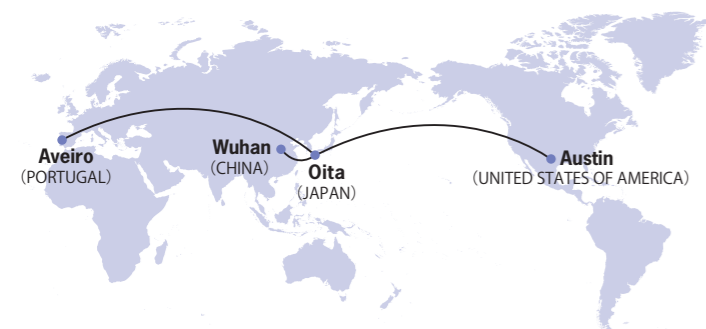 Aveiro
(PORTUGAL)
Wuhan
(CHINA)
Oita
(JAPAN)
Austin
(UNITED STATES OF AMERICA)